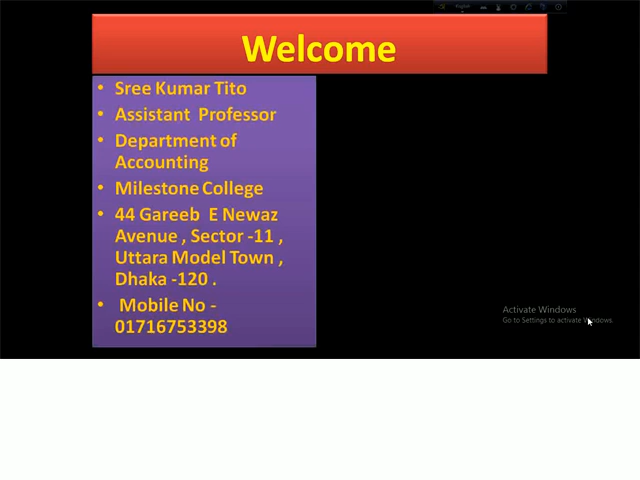 English
Welcome
• Sree Kumar Tito
• Assistant Professor
• Department of
Accounting
• Milestone College
• 44 Gareeb E Newaz
Avenue , Sector -11 ,
Uttara Model Town ,
Dhaka -120 .
• Mobile No -
01716753398
Activate Windows
Go to Settings to activate Windows.